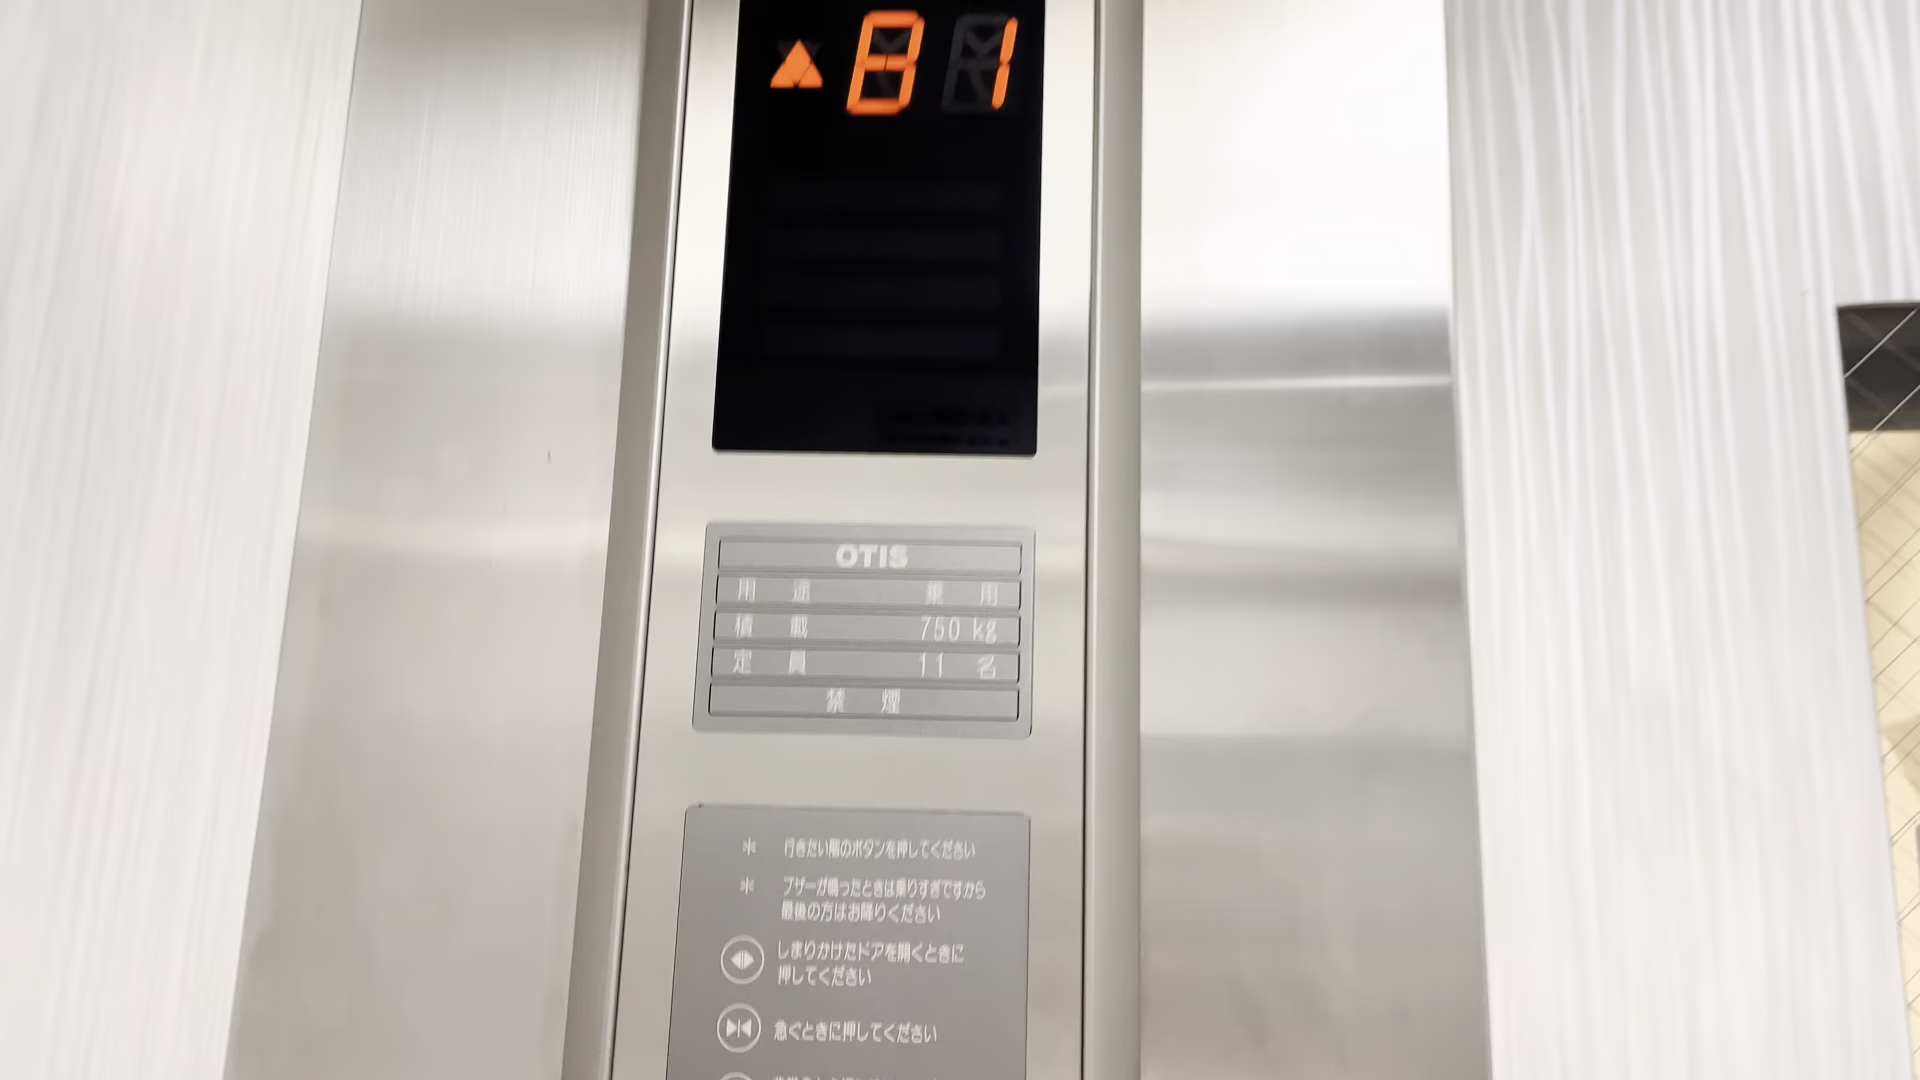 B1
OTIS
用途 乗用
積載 750 kg
定員 11 名
禁煙
* 行きたい階のボタンを押してください
* ブザーが鳴ったときは乗りすぎですから
最後の方はお降りください
しまりかけたドアを開くときに
押してください
急ぐときに押してください